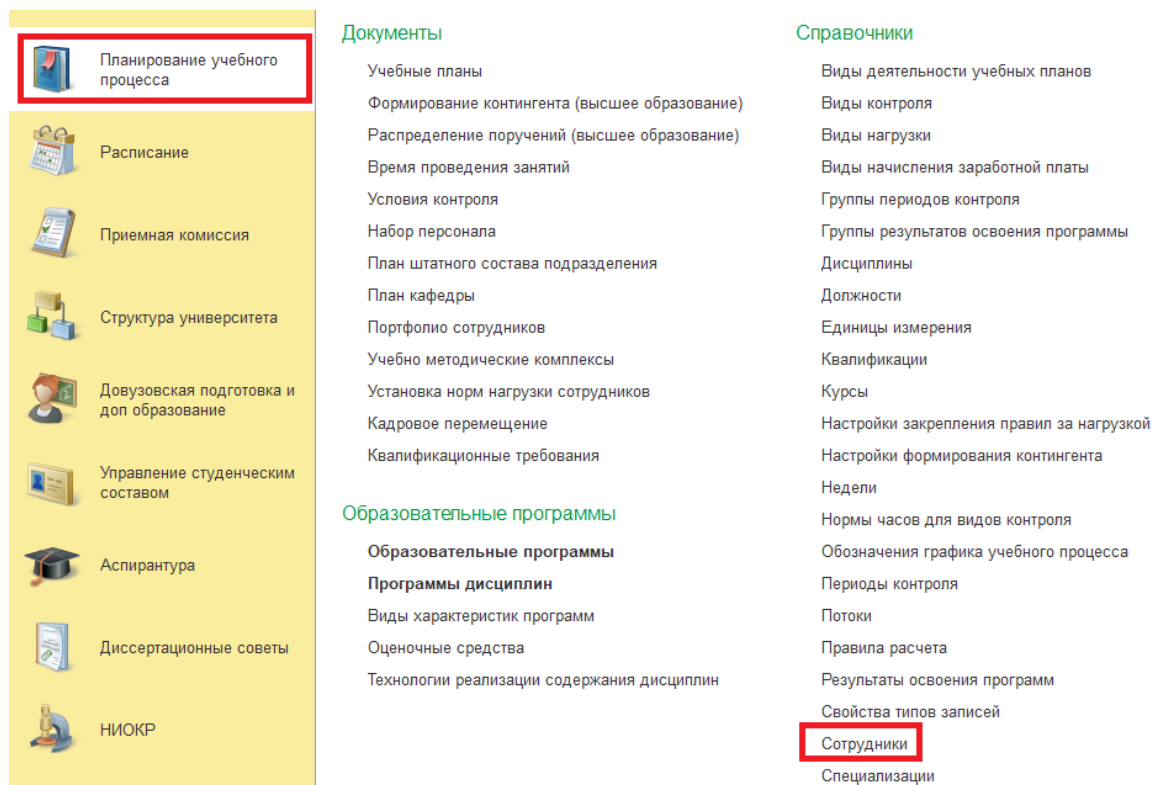 Планирование учебного
процесса
Расписание
Приемная комиссия
Структура университета
Довузовская подготовка и
доп образование
Управление студенческим
составом
Аспирантура
Диссертационные советы
НИОКР
Документы
Учебные планы
Формирование контингента (высшее образование)
Распределение поручений (высшее образование)
Время проведения занятий
Условия контроля
Набор персонала
План штатного состава подразделения
План кафедры
Портфолио сотрудников
Учебно методические комплексы
Установка норм нагрузки сотрудников
Кадровое перемещение
Квалификационные требования
Образовательные программы
Образовательные программы
Программы дисциплин
Виды характеристик программ
Оценочные средства
Технологии реализации содержания дисциплин
Справочники
Виды деятельности учебных планов
Виды контроля
Виды нагрузки
Виды начисления заработной платы
Группы периодов контроля
Группы результатов освоения программы
Дисциплины
Должности
Единицы измерения
Квалификации
Курсы
Настройки закрепления правил за нагрузкой
Настройки формирования контингента
Недели
Нормы часов для видов контроля
Обозначения графика учебного процесса
Периоды контроля
Потоки
Правила расчета
Результаты освоения программ
Свойства типов записей
Сотрудники
Специализации